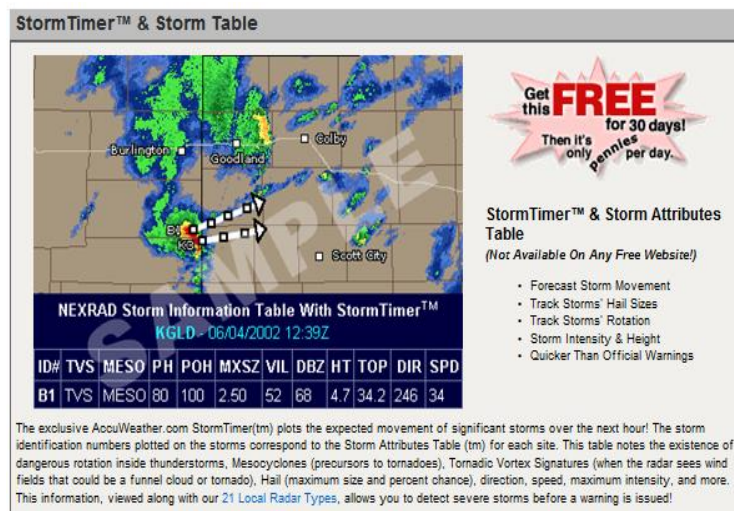 StormTimer™ & Storm Table
Get this FREE for 30 days!
Then it's only pennies per day.
Burlington
Goodland
Colby
B1
K3
Scott City
SAMPLE
NEXRAD Storm Information Table With StormTimer™
KGLD - 06/04/2002 12:39Z
ID# TVS MESO PH POH MXSZ VIL DBZ HT TOP DIR SPD
B1 TVS MESO 80 100 2.50 52 68 4.7 34.2 246 34
StormTimer™ & Storm Attributes
Table
(Not Available On Any Free Website!)
• Forecast Storm Movement
• Track Storms' Hail Sizes
• Track Storms' Rotation
• Storm Intensity & Height
• Quicker Than Official Warnings
The exclusive AccuWeather.com StormTimer(tm) plots the expected movement of significant storms over the next hour! The storm
identification numbers plotted on the storms correspond to the Storm Attributes Table (tm) for each site. This table notes the existence of
dangerous rotation inside thunderstorms, Mesocyclones (precursors to tornadoes), Tornadic Vortex Signatures (when the radar sees wind
fields that could be a funnel cloud or tornado), Hail (maximum size and percent chance), direction, speed, maximum intensity, and more.
This information, viewed along with our 21 Local Radar Types, allows you to detect severe storms before a warning is issued!